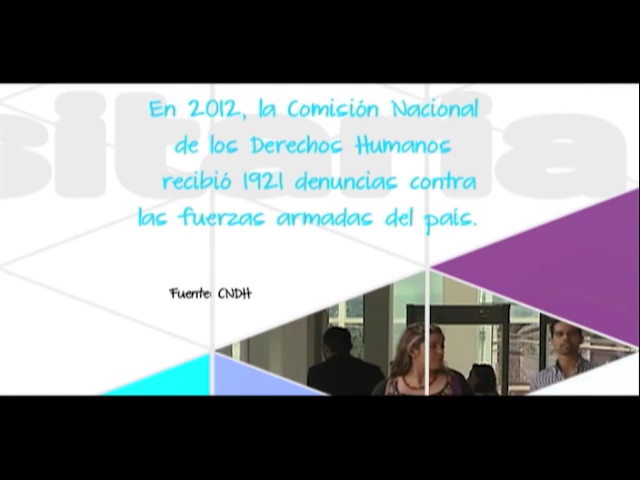 En 2012, la Comisión Nacional
de los Derechos Humanos
recibió 1921 denuncias contra
las fuerzas armadas del país.
Fuente: CNDH
sitaria